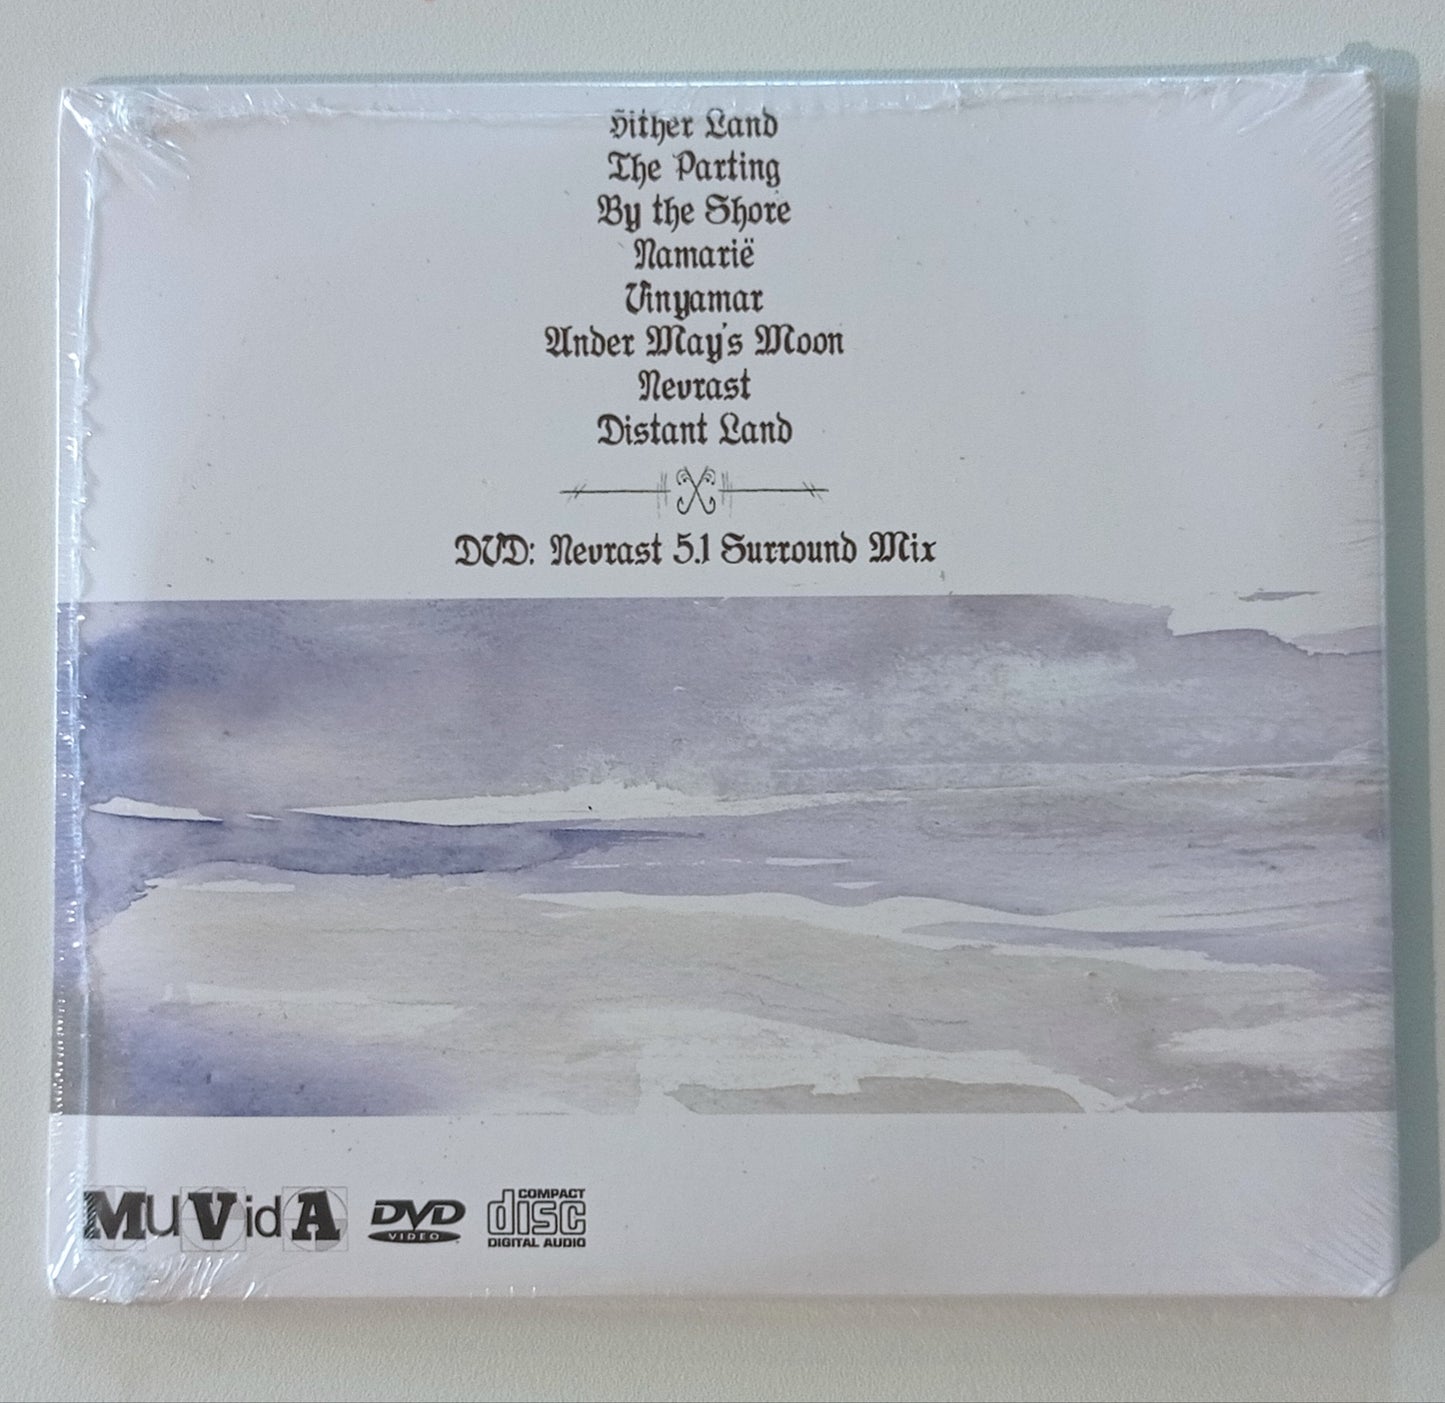 Hither Land
The Parting
By the Shore
Namarië
Vinyamar
Under May's Moon
Nevrast
Distant Land
DVD: Nevrast 5.1 Surround Mix
MUVidA
DVD
VIDEO
COMPACT
disc
DIGITAL AUDIO